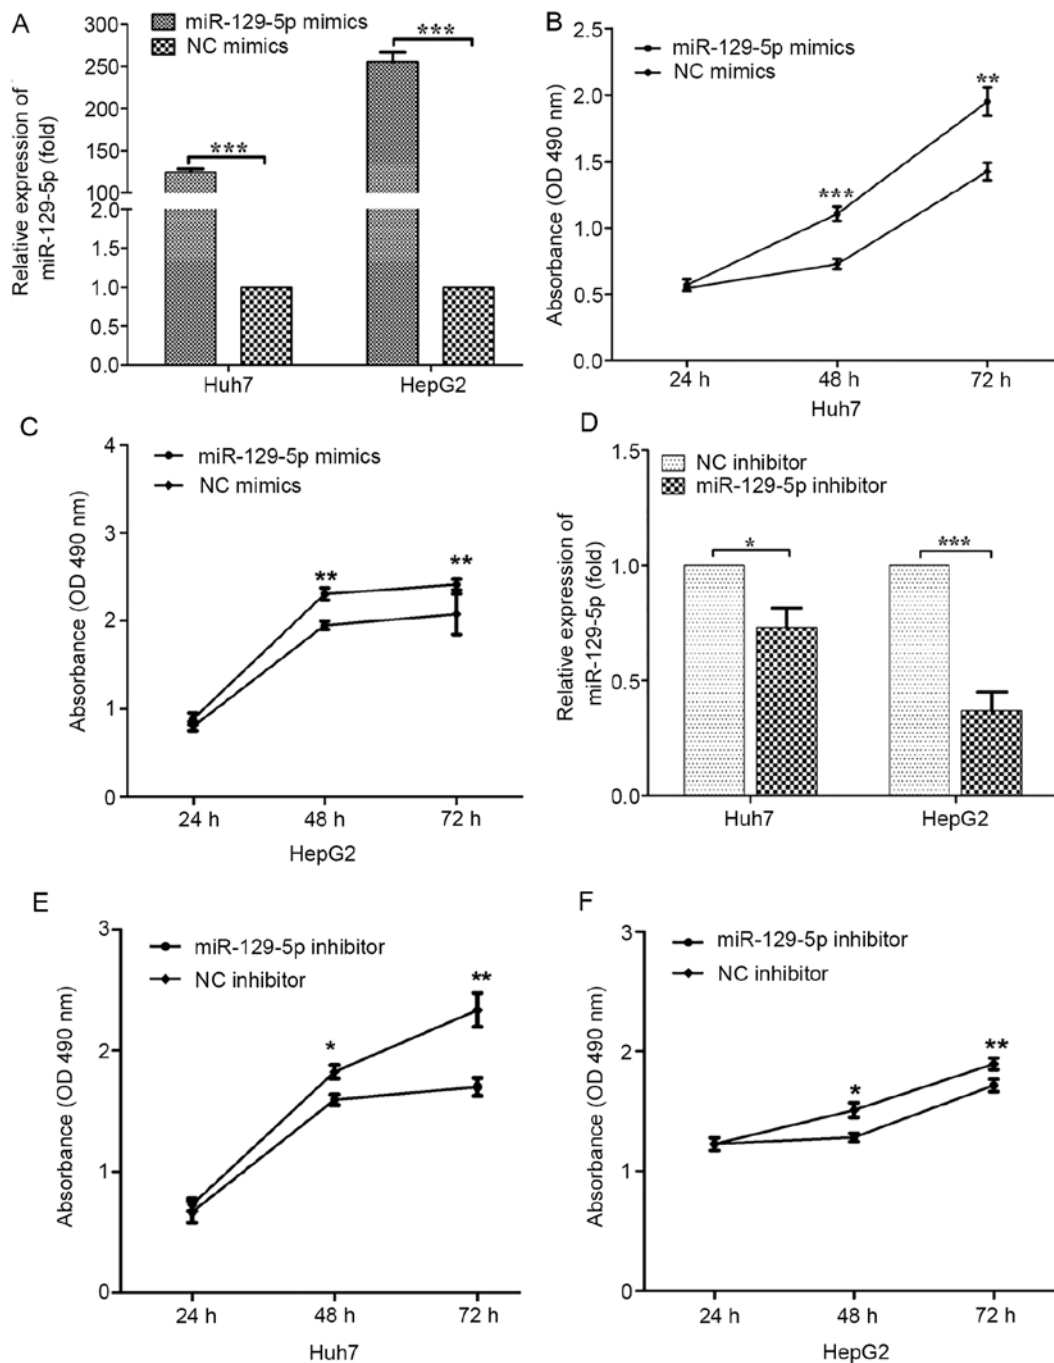 A
miR-129-5p mimics
NC mimics
Relative expression of
miR-129-5p (fold)
300
250
200
150
100
2.0
1.5
1.0
0.5
0.0
***
***
Huh7
HepG2
B
miR-129-5p mimics
NC mimics
Absorbance (OD 490 nm)
2.5
2.0
1.5
1.0
0.5
0.0
***
**
24 h
48 h
72 h
Huh7
C
miR-129-5p mimics
NC mimics
Absorbance (OD 490 nm)
4
3
2
1
0
**
**
24 h
48 h
72 h
HepG2
D
NC inhibitor
miR-129-5p inhibitor
Relative expression of
miR-129-5p (fold)
1.5
1.0
0.5
0.0
*
***
Huh7
HepG2
E
miR-129-5p inhibitor
NC inhibitor
Absorbance (OD 490 nm)
3
2
1
0
*
**
24 h
48 h
72 h
Huh7
F
miR-129-5p inhibitor
NC inhibitor
Absorbance (OD 490 nm)
3
2
1
0
*
**
24 h
48 h
72 h
HepG2